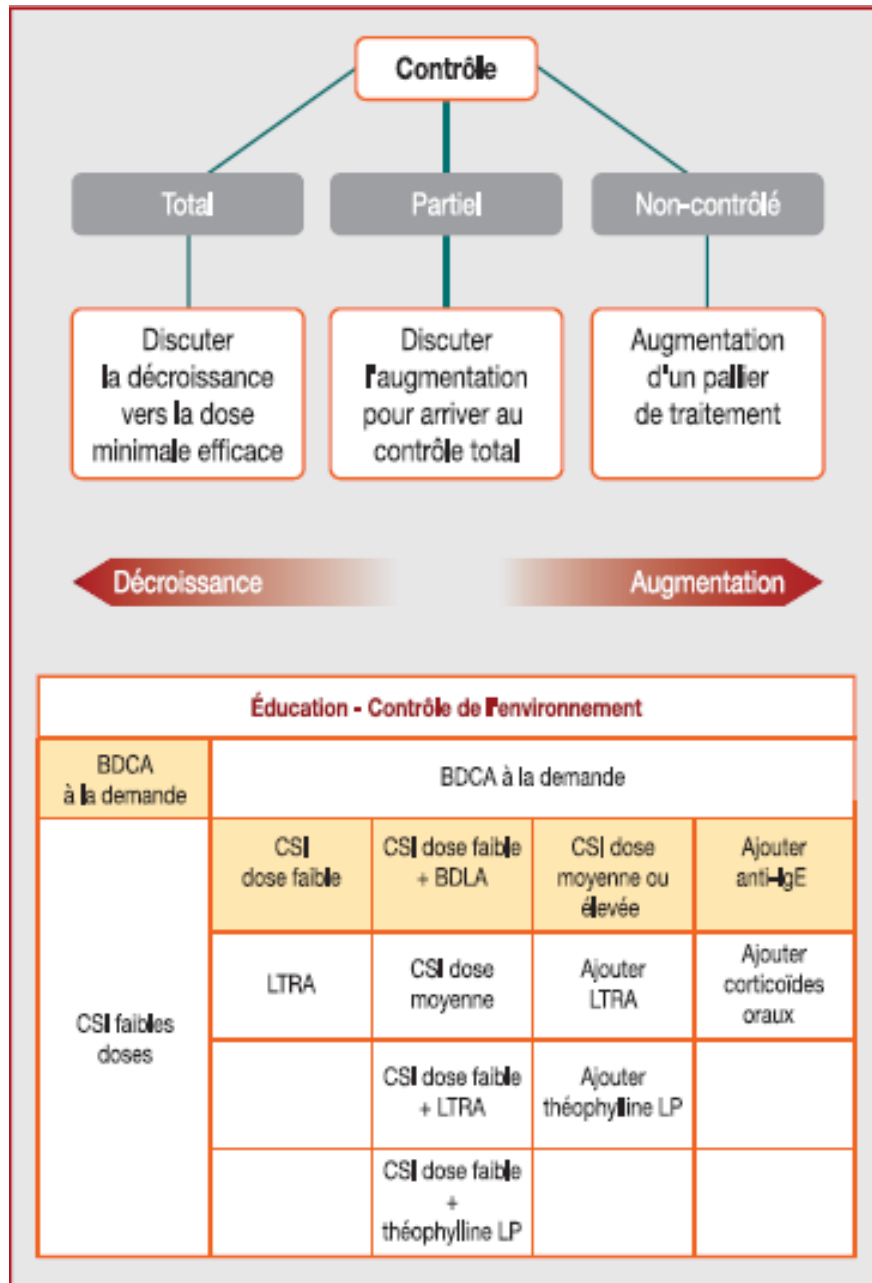 Contrôle
Total
Partiel
Non-contrôlé
Discuter
la décroissance
vers la dose
minimale efficace
Discuter
l'augmentation
pour arriver au
contrôle total
Augmentation
d'un pallier
de traitement
Décroissance
Augmentation
Éducation - Contrôle de l'environnement
BDCA
à la demande
BDCA à la demande
CSI faibles
doses
CSI
dose faible
CSI dose faible
+ BDLA
CSI dose
moyenne ou
élevée
Ajouter
anti-IgE
LTRA
CSI dose
moyenne
Ajouter
LTRA
Ajouter
corticoïdes
oraux
CSI dose faible
+ LTRA
Ajouter
théophylline LP
CSI dose faible
+
théophylline LP